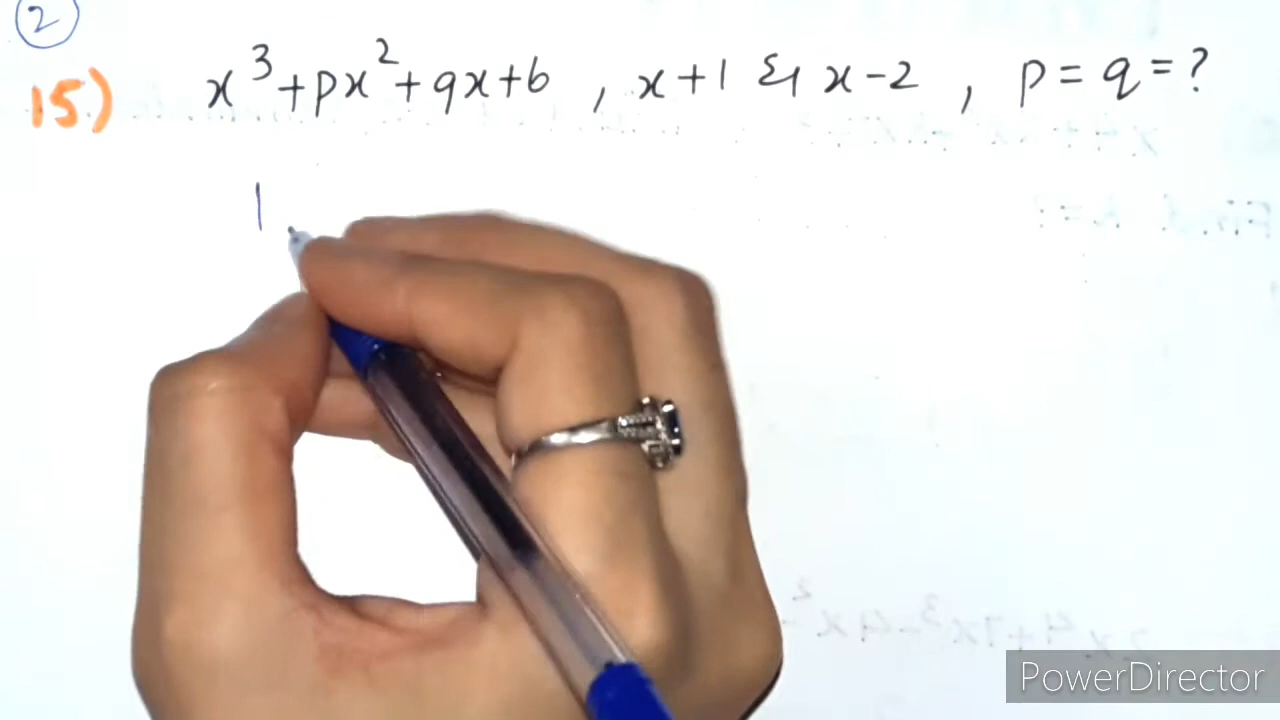 2
15) x³+px²+qx+6 , x+1 & x-2 , p= q=?
1
PowerDirector